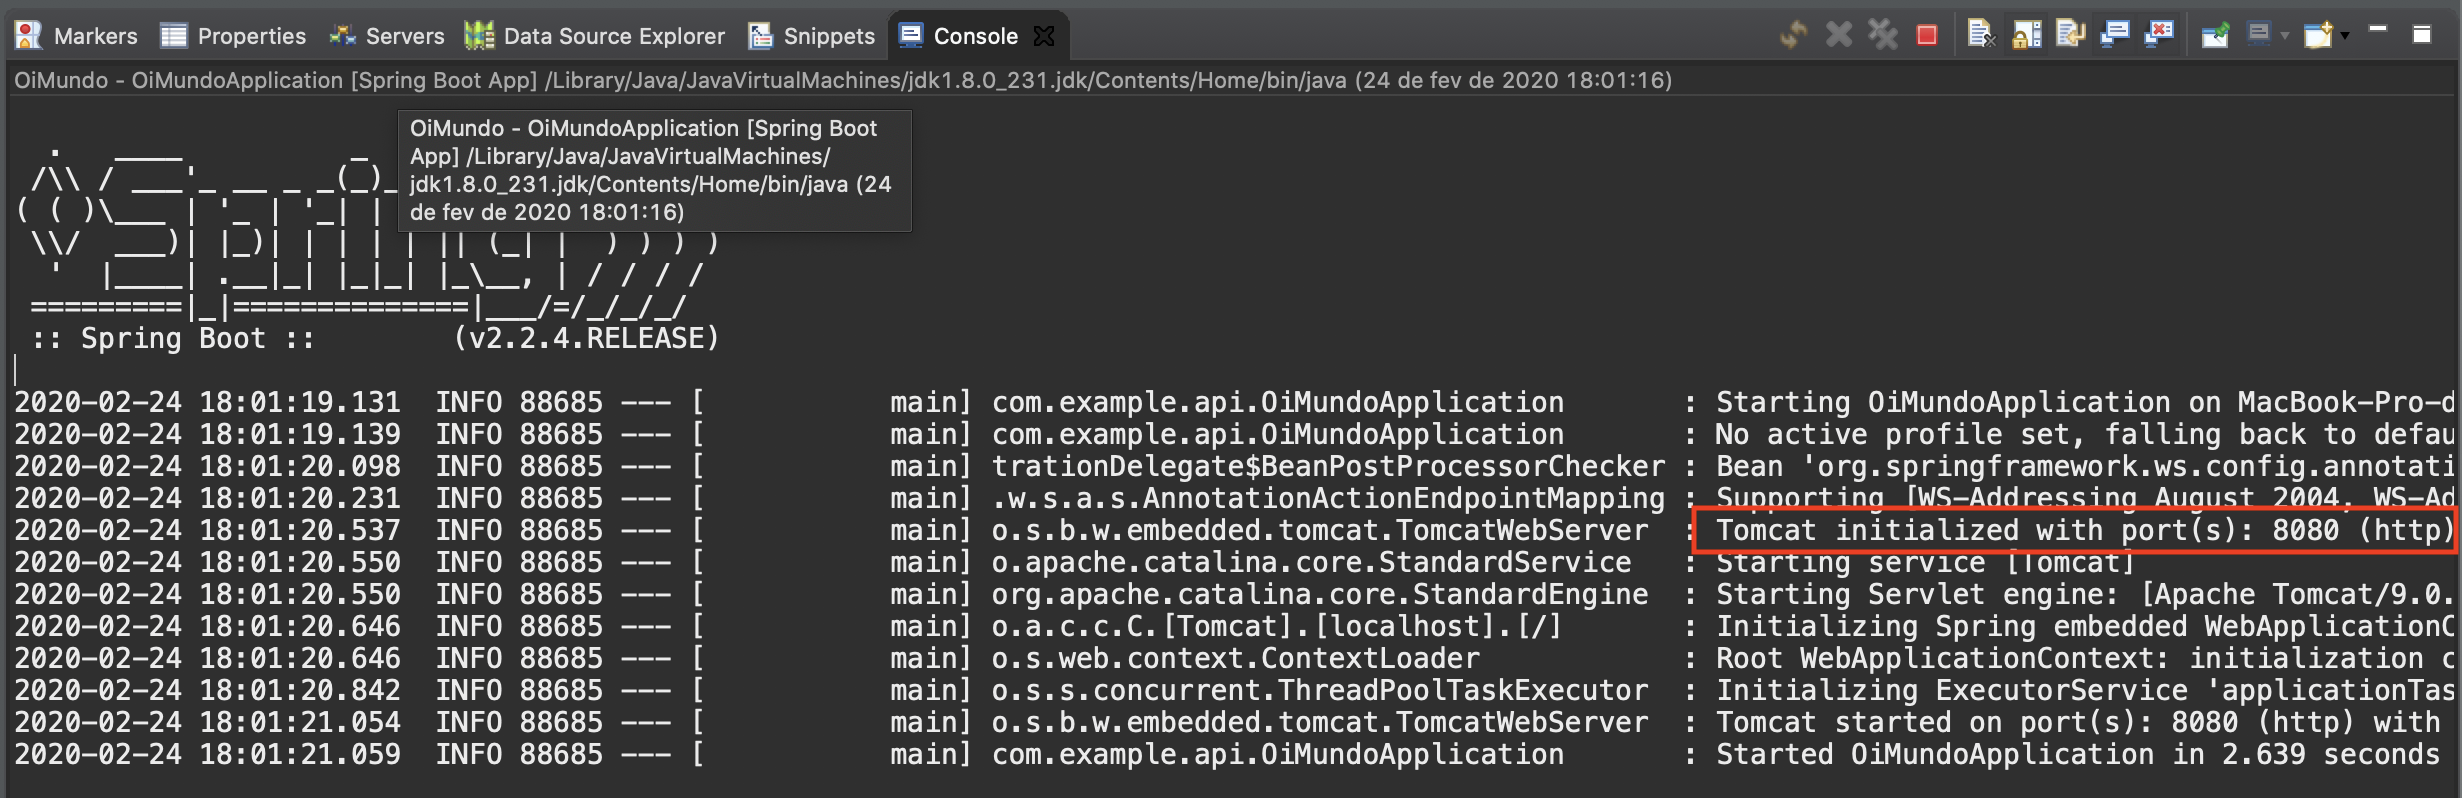 Markers Properties Servers Data Source Explorer Snippets Console
OiMundo - OiMundoApplication [Spring Boot App] /Library/Java/JavaVirtualMachines/jdk1.8.0_231.jdk/Contents/Home/bin/java (24 de fev de 2020 18:01:16)
OiMundo - OiMundoApplication [Spring Boot
App] /Library/Java/JavaVirtualMachines/
jdk1.8.0_231.jdk/Contents/Home/bin/java (24
de fev de 2020 18:01:16)
:: Spring Boot :: (v2.2.4.RELEASE)
2020-02-24 18:01:19.131 INFO 88685 --- [ main] com.example.api.OiMundoApplication : Starting OiMundoApplication on MacBook-Pro-d
2020-02-24 18:01:19.139 INFO 88685 --- [ main] com.example.api.OiMundoApplication : No active profile set, falling back to defau
2020-02-24 18:01:20.098 INFO 88685 --- [ main] trationDelegate$BeanPostProcessorChecker : Bean 'org.springframework.ws.config.annotati
2020-02-24 18:01:20.231 INFO 88685 --- [ main] .w.s.a.s.AnnotationActionEndpointMapping : Supporting [WS-Addressing August 2004, WS-Ad
2020-02-24 18:01:20.537 INFO 88685 --- [ main] o.s.b.w.embedded.tomcat.TomcatWebServer : Tomcat initialized with port(s): 8080 (http)
2020-02-24 18:01:20.550 INFO 88685 --- [ main] o.apache.catalina.core.StandardService : Starting service [Tomcat]
2020-02-24 18:01:20.550 INFO 88685 --- [ main] org.apache.catalina.core.StandardEngine : Starting Servlet engine: [Apache Tomcat/9.0.
2020-02-24 18:01:20.646 INFO 88685 --- [ main] o.a.c.c.C.[Tomcat].[localhost].[/] : Initializing Spring embedded WebApplicationC
2020-02-24 18:01:20.646 INFO 88685 --- [ main] o.s.web.context.ContextLoader : Root WebApplicationContext: initialization c
2020-02-24 18:01:20.842 INFO 88685 --- [ main] o.s.s.concurrent.ThreadPoolTaskExecutor : Initializing ExecutorService 'applicationTas
2020-02-24 18:01:21.054 INFO 88685 --- [ main] o.s.b.w.embedded.tomcat.TomcatWebServer : Tomcat started on port(s): 8080 (http) with
2020-02-24 18:01:21.059 INFO 88685 --- [ main] com.example.api.OiMundoApplication : Started OiMundoApplication in 2.639 seconds